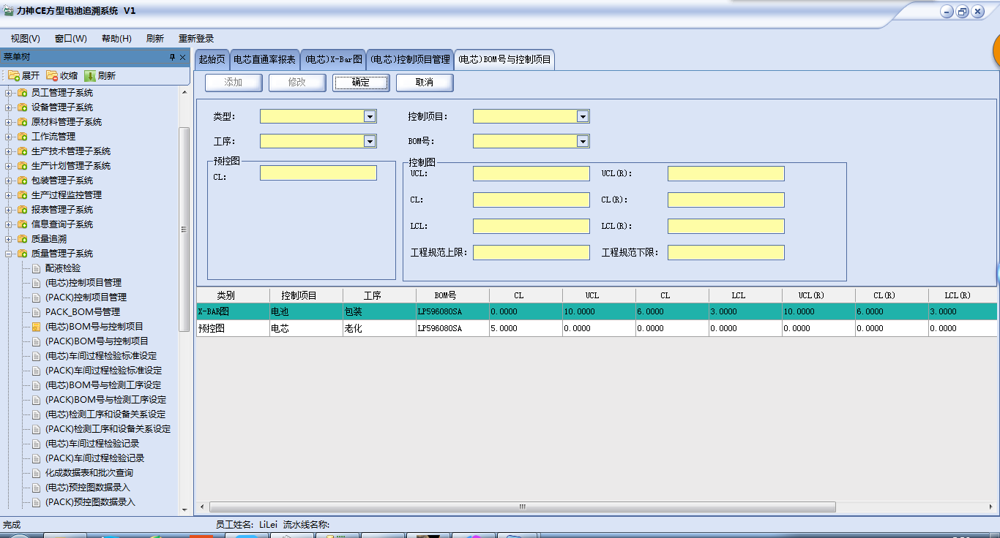 力神CE方型电池追溯系统 V1
视图(V) 窗口(W) 帮助(H) 刷新 重新登录
菜单树
展开 收缩 刷新
员工管理子系统
设备管理子系统
原材料管理子系统
工作流管理
生产技术管理子系统
生产计划管理子系统
包装管理子系统
生产过程监控管理
报表管理子系统
信息查询子系统
质量追溯
质量管理子系统
配液检验
(电芯)控制项目管理
(PACK)控制项目管理
PACK_BOM号管理
(电芯)BOM号与控制项目
(PACK)BOM号与控制项目
(电芯)车间过程检验标准设定
(PACK)车间过程检验标准设定
(电芯)BOM号与检测工序设定
(PACK)BOM号与检测工序设定
(电芯)检测工序和设备关系设定
(PACK)检测工序和设备关系设定
(电芯)车间过程检验记录
(PACK)车间过程检验记录
化成数据表和批次查询
(电芯)预控图数据录入
(PACK)预控图数据录入
起始页 电芯直通率报表 (电芯)X-Bar图 (电芯)控制项目管理 (电芯)BOM号与控制项目
添加 修改 确定 取消
类型: 控制项目:
工序: BOM号:
预控图
CL:
控制图
UCL: UCL(R):
CL: CL(R):
LCL: LCL(R):
工程规范上限: 工程规范下限:
类别 控制项目 工序 BOM号 CL UCL CL LCL UCL(R) CL(R) LCL(R)
X-BAR图 电池 包装 LP596080SA 0.0000 10.0000 6.0000 3.0000 10.0000 6.0000 3.0000
预控图 电芯 老化 LP596080SA 5.0000 0.0000 0.0000 0.0000 0.0000 0.0000 0.0000
完成 员工姓名: LiLei 流水线名称: